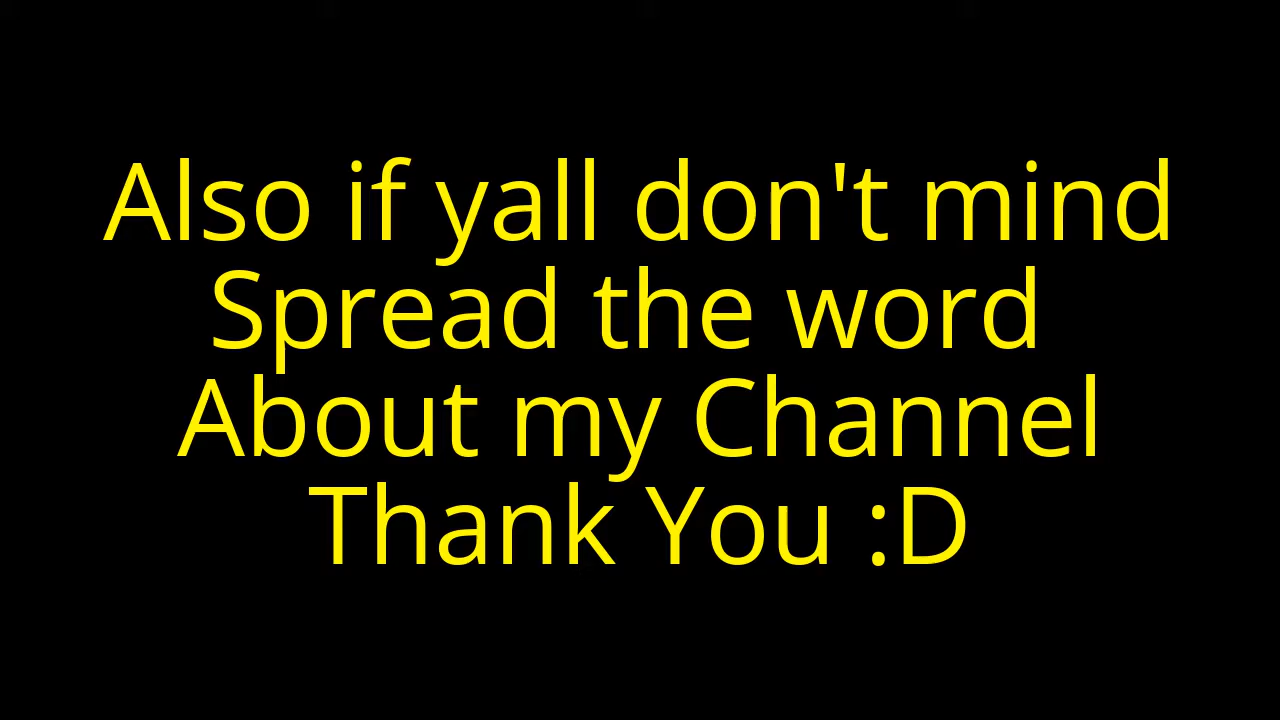 Also if yall don't mind
Spread the word
About my Channel
Thank You :D